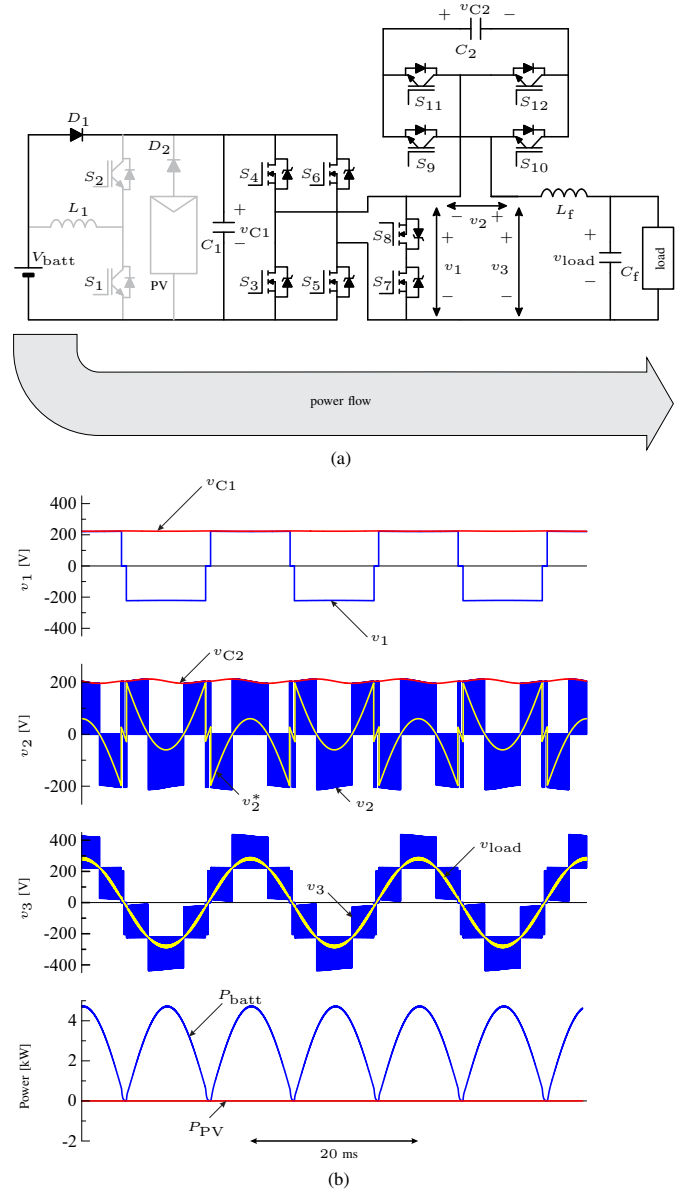 + vC2 −
C2
S11 S12
D1
D2
S2
S4 S6
S9 S10
L1
+
C1 vC1
−
− v2 +
Lf
Vbatt
S8
+ +
v1 v3
− −
+
vload
−
Cf
load
S1
PV
S3 S5 S7
power flow
(a)
vC1
400
200
0
-200
-400
v1 [V]
v1
vC2
200
0
-200
v2 [V]
v2* v2
400
200
0
-200
-400
v3 [V]
vload
v3
Pbatt
4
2
0
-2
Power [kW]
PPV
20 ms
(b)